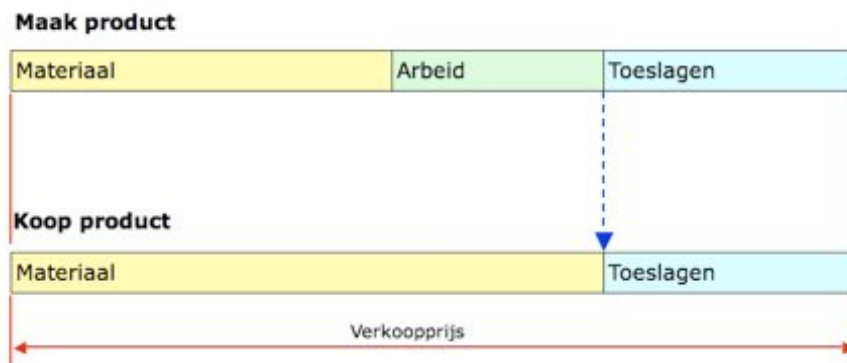 Maak product
Materiaal Arbeid Toeslagen
Koop product
Materiaal Toeslagen
Verkoopprijs